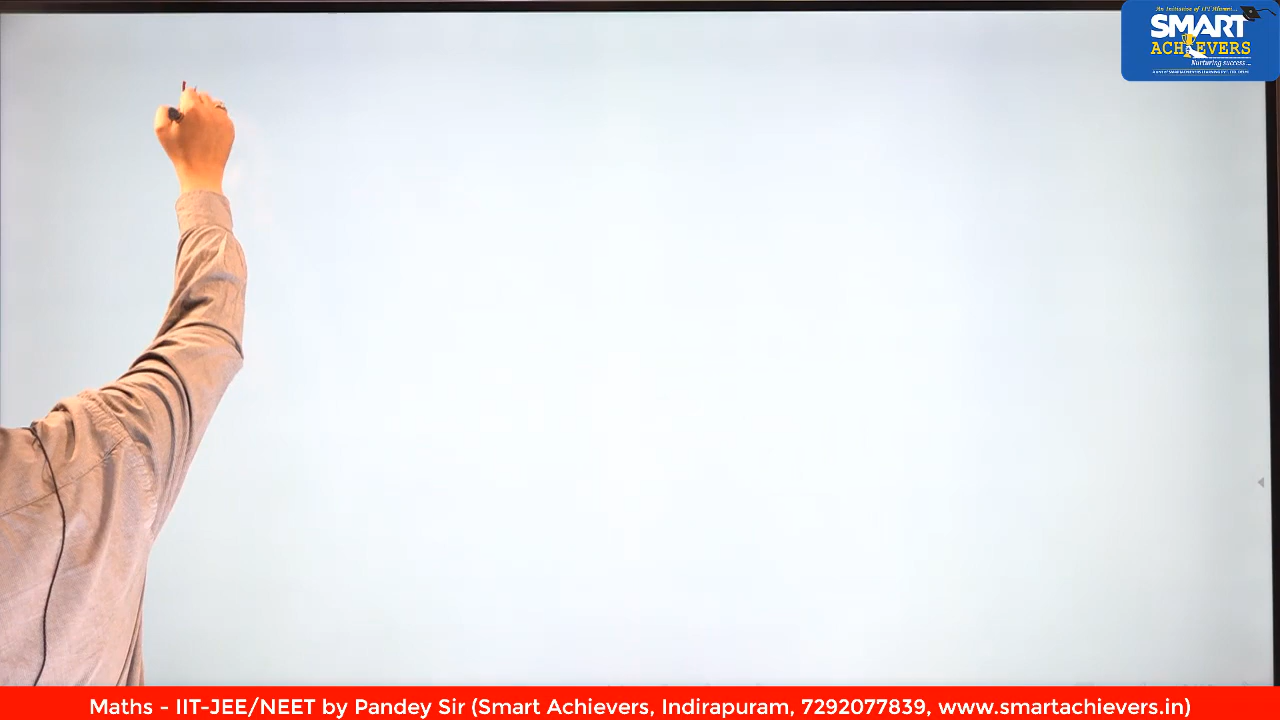 An Initiative of IIT Alumni...
SMART
ACHIEVERS
Nurturing success...
Maths - IIT-JEE/NEET by Pandey Sir (Smart Achievers, Indirapuram, 7292077839, www.smartachievers.in)